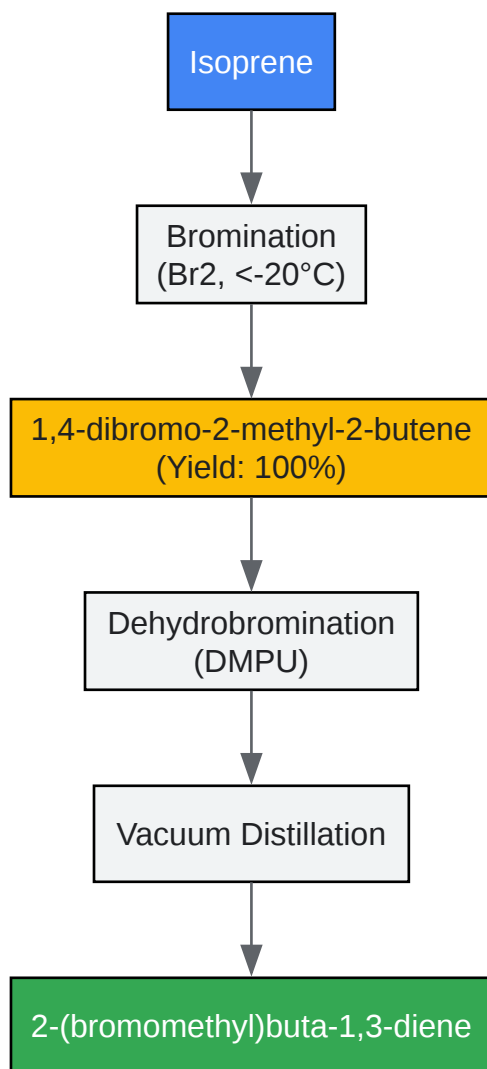 Isoprene
Bromination
(Br2, <-20°C)
1,4-dibromo-2-methyl-2-butene
(Yield: 100%)
Dehydrobromination
(DMPU)
Vacuum Distillation
2-(bromomethyl)buta-1,3-diene